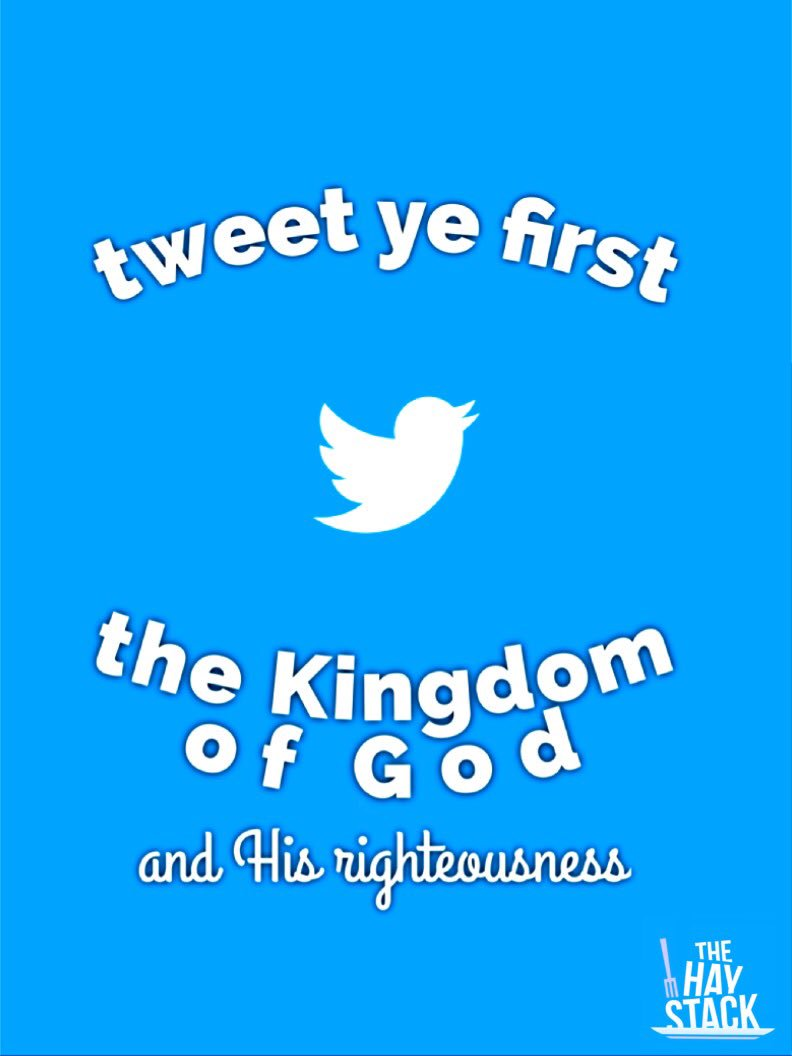 tweet ye first
the Kingdom
of God
and His righteousness
THE
HAY
STACK